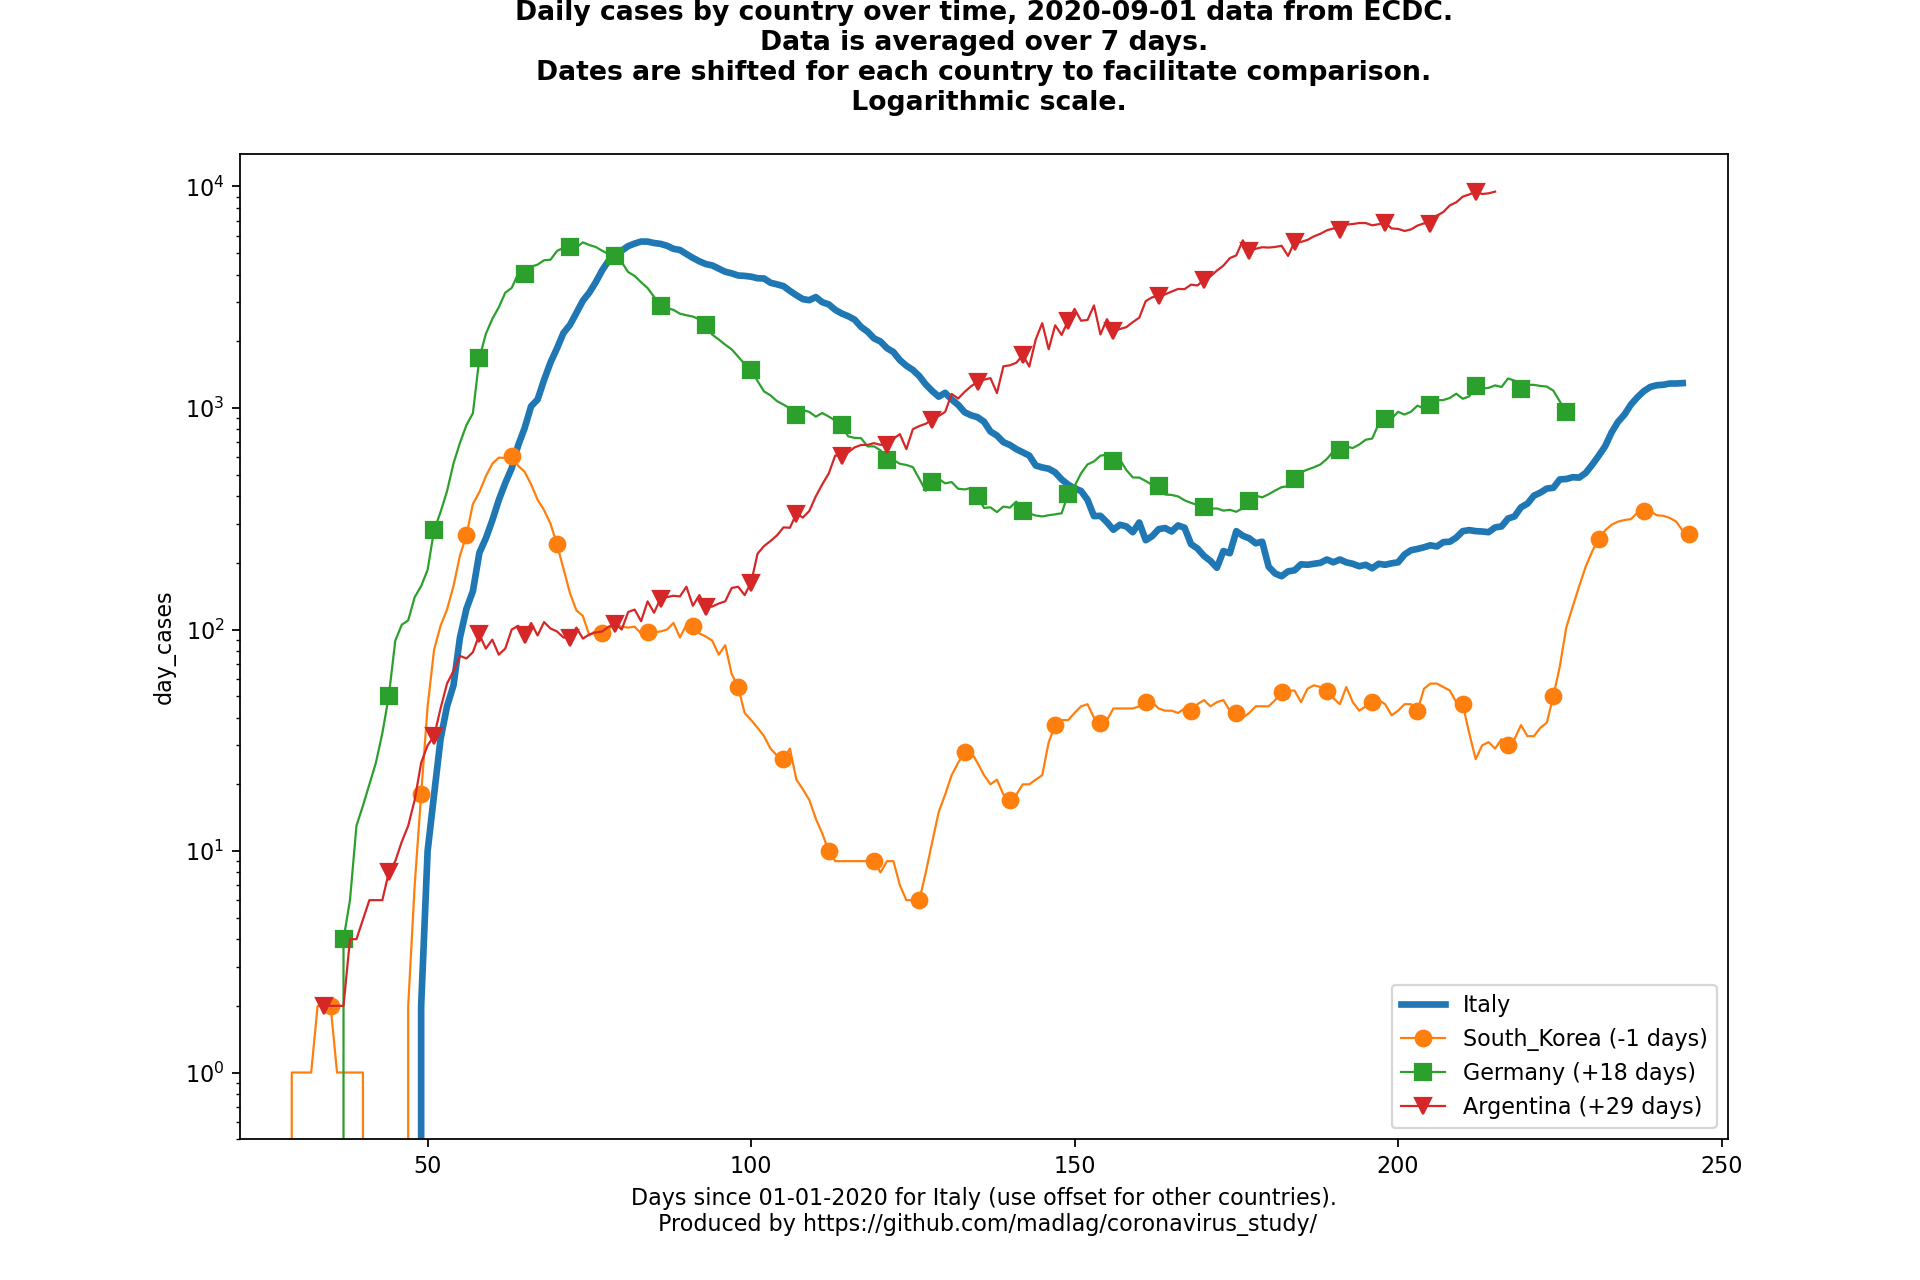 Daily cases by country over time, 2020-09-01 data from ECDC.
Data is averaged over 7 days.
Dates are shifted for each country to facilitate comparison.
Logarithmic scale.
10⁴
10³
10²
10¹
10⁰
day_cases
Italy
South_Korea (-1 days)
Germany (+18 days)
Argentina (+29 days)
50 100 150 200 250
Days since 01-01-2020 for Italy (use offset for other countries).
Produced by https://github.com/madlag/coronavirus_study/